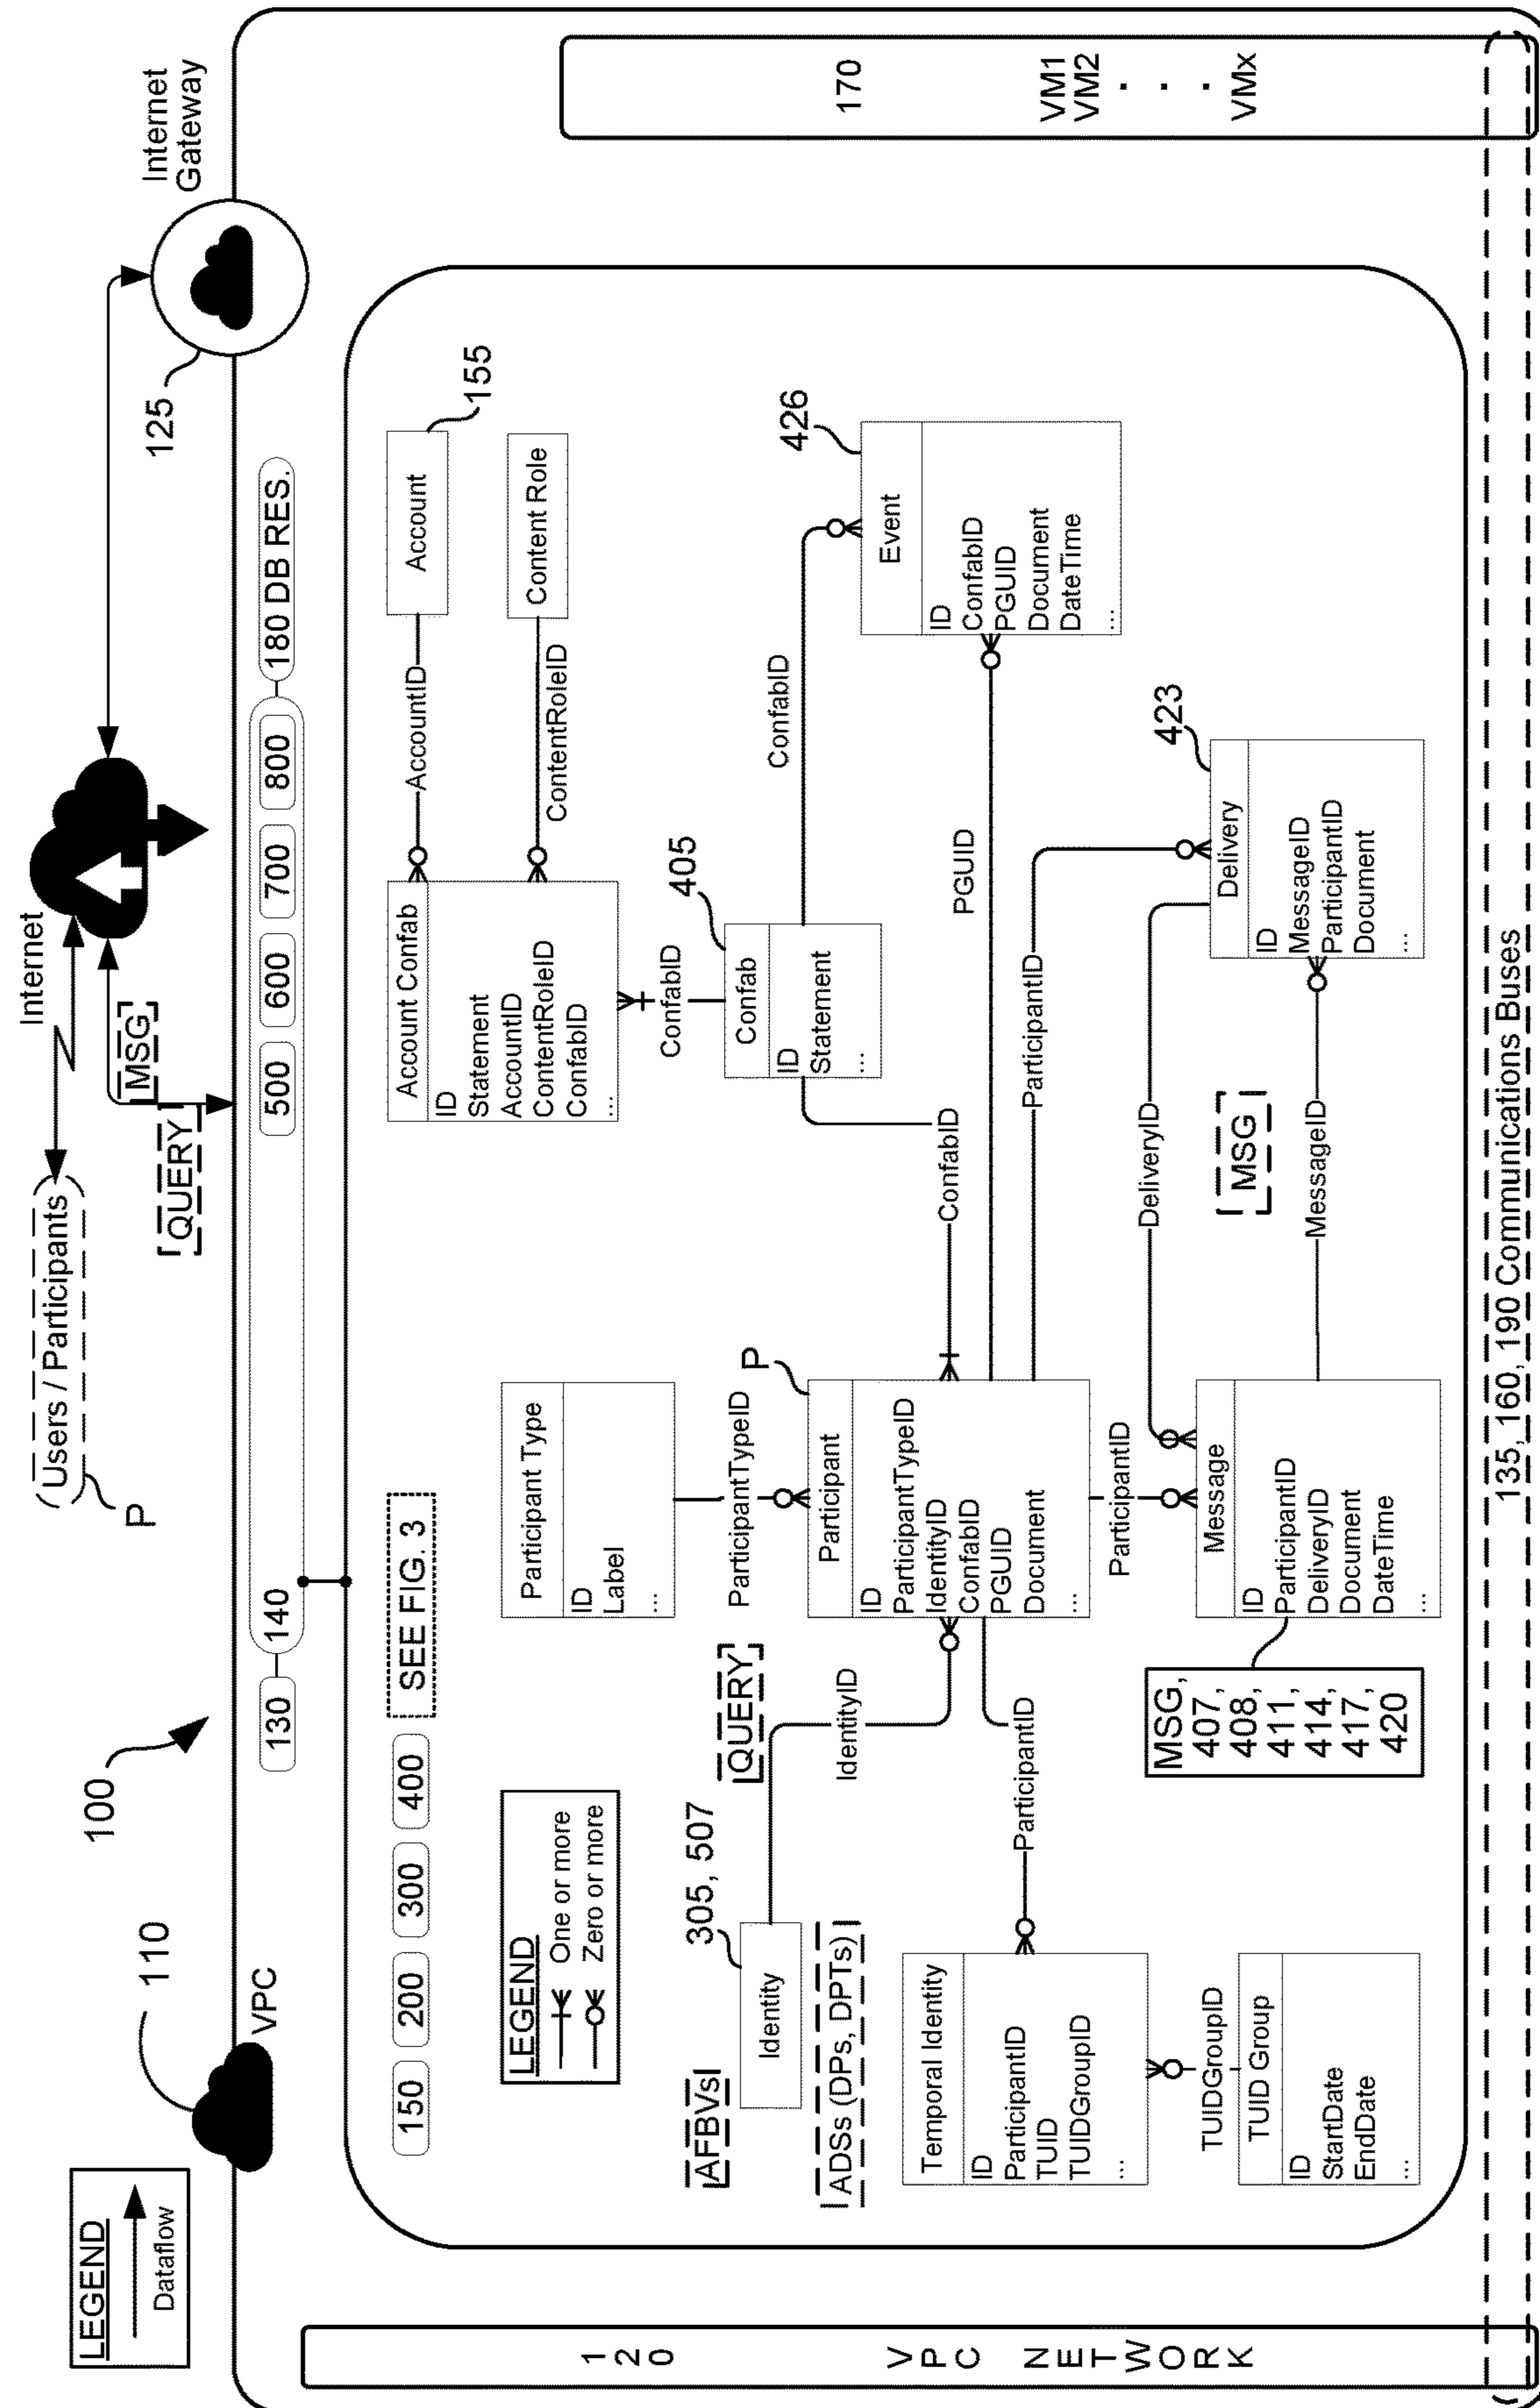 LEGEND
Dataflow
110
VPC
100
P
(Users / Participants)
Internet
QUERY
MSG
125
Internet
Gateway
130
140
500
600
700
800
180 DB RES.
120
VPC NETWORK
170
VM1
VM2
.
.
.
VMx
150
200
300
400
SEE FIG. 3
LEGEND
One or more
Zero or more
Participant Type
ID
Label
...
Account Confab
ID
Statement
AccountID
ContentRoleID
ConfabID
...
AccountID
Account
155
ContentRoleID
Content Role
ConfabID
405
Confab
ID
Statement
...
ConfabID
ConfabID
426
Event
ID
ConfabID
PGUID
Document
DateTime
...
AFBVs
305, 507
Identity
ADSs (DPs, DPTs)
QUERY
IdentityID
ParticipantTypeID
P
Participant
ID
ParticipantTypeID
IdentityID
ConfabID
PGUID
Document
...
PGUID
ParticipantID
ParticipantID
Temporal Identity
ID
ParticipantID
TUID
TUIDGroupID
...
TUIDGroupID
TUID Group
ID
StartDate
EndDate
...
ParticipantID
MSG,
407,
408,
411,
414,
417,
420
Message
ID
ParticipantID
DeliveryID
Document
DateTime
...
DeliveryID
MSG
MessageID
423
Delivery
ID
MessageID
ParticipantID
Document
...
135, 160, 190 Communications Buses